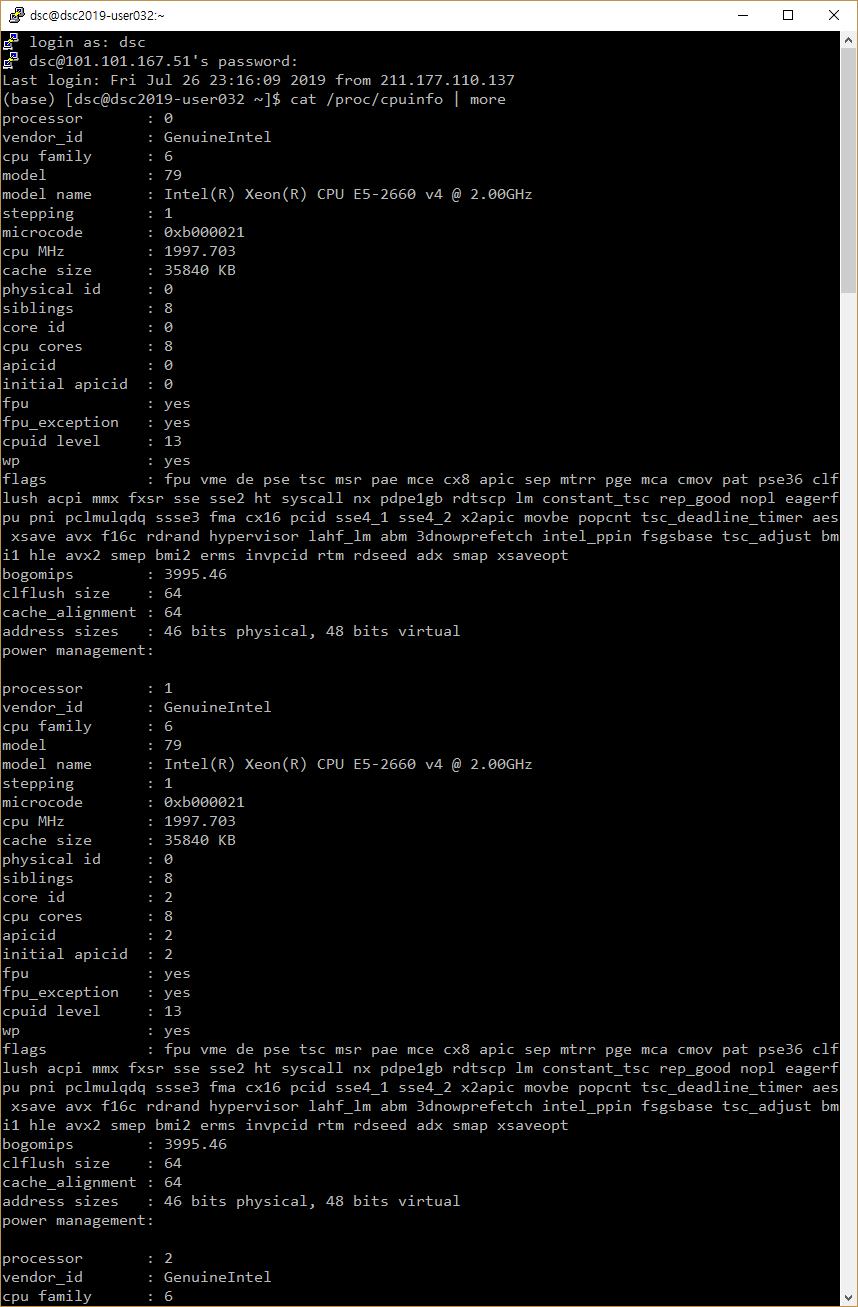 dsc@dsc2019-user032:~
login as: dsc
dsc@101.101.167.51's password:
Last login: Fri Jul 26 23:16:09 2019 from 211.177.110.137
(base) [dsc@dsc2019-user032 ~]$ cat /proc/cpuinfo | more
processor       : 0
vendor_id       : GenuineIntel
cpu family      : 6
model           : 79
model name      : Intel(R) Xeon(R) CPU E5-2660 v4 @ 2.00GHz
stepping        : 1
microcode       : 0xb000021
cpu MHz         : 1997.703
cache size      : 35840 KB
physical id     : 0
siblings        : 8
core id         : 0
cpu cores       : 8
apicid          : 0
initial apicid  : 0
fpu             : yes
fpu_exception   : yes
cpuid level     : 13
wp              : yes
flags           : fpu vme de pse tsc msr pae mce cx8 apic sep mtrr pge mca cmov pat pse36 clf
lush acpi mmx fxsr sse sse2 ht syscall nx pdpe1gb rdtscp lm constant_tsc rep_good nopl eagerf
pu pni pclmulqdq ssse3 fma cx16 pcid sse4_1 sse4_2 x2apic movbe popcnt tsc_deadline_timer aes
 xsave avx f16c rdrand hypervisor lahf_lm abm 3dnowprefetch intel_ppin fsgsbase tsc_adjust bm
i1 hle avx2 smep bmi2 erms invpcid rtm rdseed adx smap xsaveopt
bogomips        : 3995.46
clflush size    : 64
cache_alignment : 64
address sizes   : 46 bits physical, 48 bits virtual
power management:

processor       : 1
vendor_id       : GenuineIntel
cpu family      : 6
model           : 79
model name      : Intel(R) Xeon(R) CPU E5-2660 v4 @ 2.00GHz
stepping        : 1
microcode       : 0xb000021
cpu MHz         : 1997.703
cache size      : 35840 KB
physical id     : 0
siblings        : 8
core id         : 2
cpu cores       : 8
apicid          : 2
initial apicid  : 2
fpu             : yes
fpu_exception   : yes
cpuid level     : 13
wp              : yes
flags           : fpu vme de pse tsc msr pae mce cx8 apic sep mtrr pge mca cmov pat pse36 clf
lush acpi mmx fxsr sse sse2 ht syscall nx pdpe1gb rdtscp lm constant_tsc rep_good nopl eagerf
pu pni pclmulqdq ssse3 fma cx16 pcid sse4_1 sse4_2 x2apic movbe popcnt tsc_deadline_timer aes
 xsave avx f16c rdrand hypervisor lahf_lm abm 3dnowprefetch intel_ppin fsgsbase tsc_adjust bm
i1 hle avx2 smep bmi2 erms invpcid rtm rdseed adx smap xsaveopt
bogomips        : 3995.46
clflush size    : 64
cache_alignment : 64
address sizes   : 46 bits physical, 48 bits virtual
power management:

processor       : 2
vendor_id       : GenuineIntel
cpu family      : 6